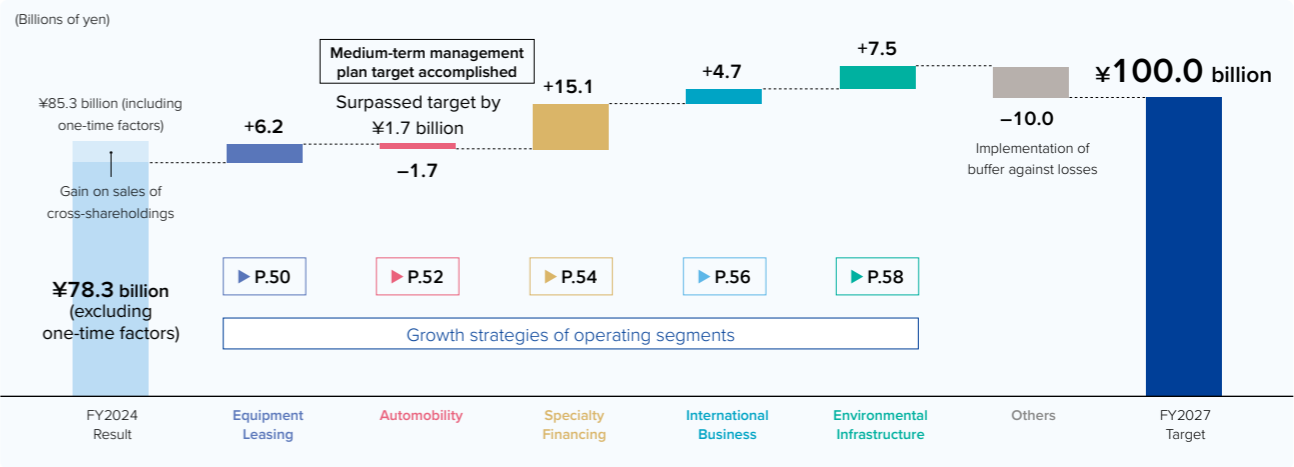 (Billions of yen)
¥85.3 billion (including
one-time factors)
Gain on sales of
cross-shareholdings
¥78.3 billion
(excluding
one-time factors)
+6.2
Medium-term management
plan target accomplished
Surpassed target by
¥1.7 billion
–1.7
+15.1
+4.7
+7.5
–10.0
Implementation of
buffer against losses
¥100.0 billion
P.50
P.52
P.54
P.56
P.58
Growth strategies of operating segments
FY2024
Result
Equipment
Leasing
Automobility
Specialty
Financing
International
Business
Environmental
Infrastructure
Others
FY2027
Target